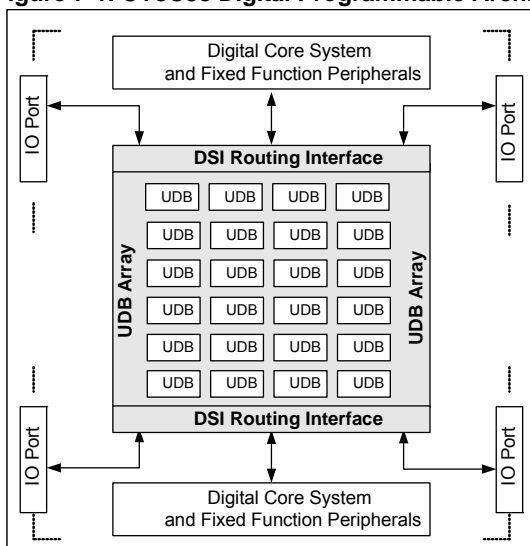 Digital Programmable
Digital Core System
and Fixed Function Peripherals
IO Port
IO Port
DSI Routing Interface
UDB UDB UDB UDB
UDB UDB UDB UDB
UDB UDB UDB UDB
UDB UDB UDB UDB
UDB UDB UDB UDB
UDB UDB UDB UDB
UDB Array
UDB Array
DSI Routing Interface
IO Port
IO Port
Digital Core System
and Fixed Function Peripherals